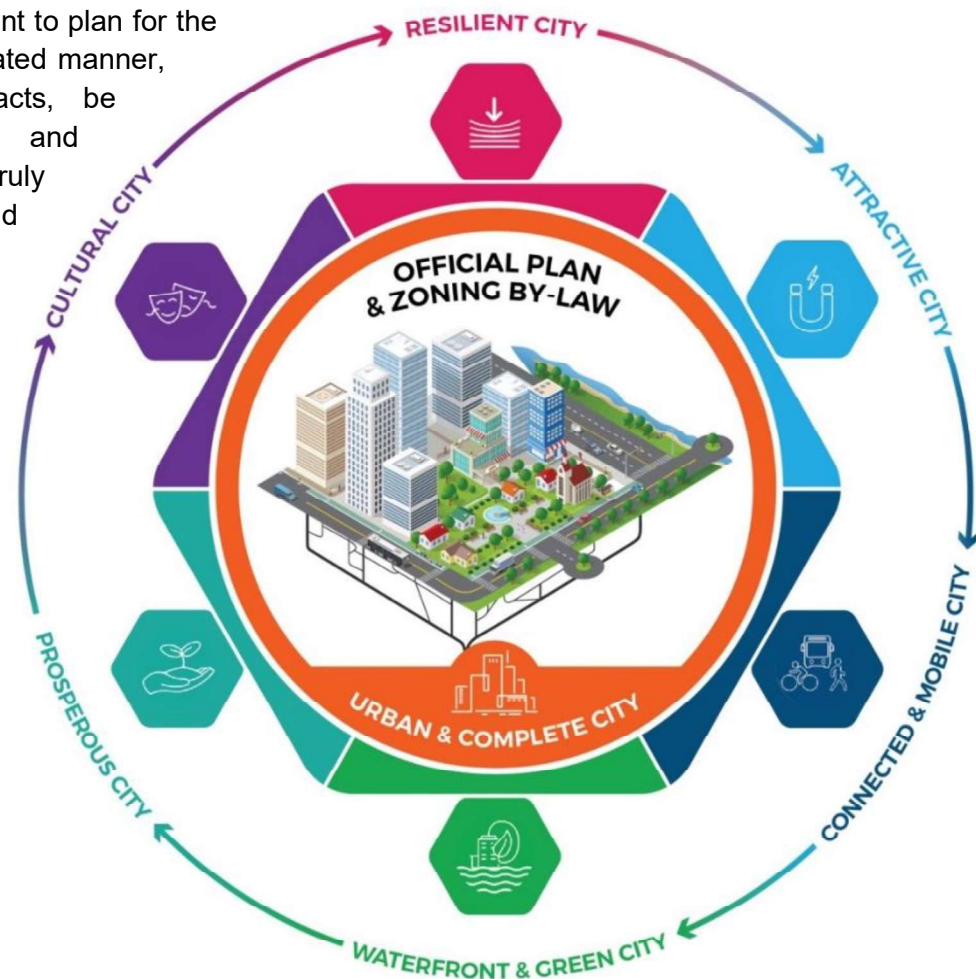 nt to plan for the
ated manner,
acts, be
and
ruly
d
RESILIENT CITY
ATTRACTIVE CITY
CONNECTED & MOBILE CITY
WATERFRONT & GREEN CITY
PROSPEROUS CITY
CULTURAL CITY
OFFICIAL PLAN
& ZONING BY-LAW
URBAN & COMPLETE CITY